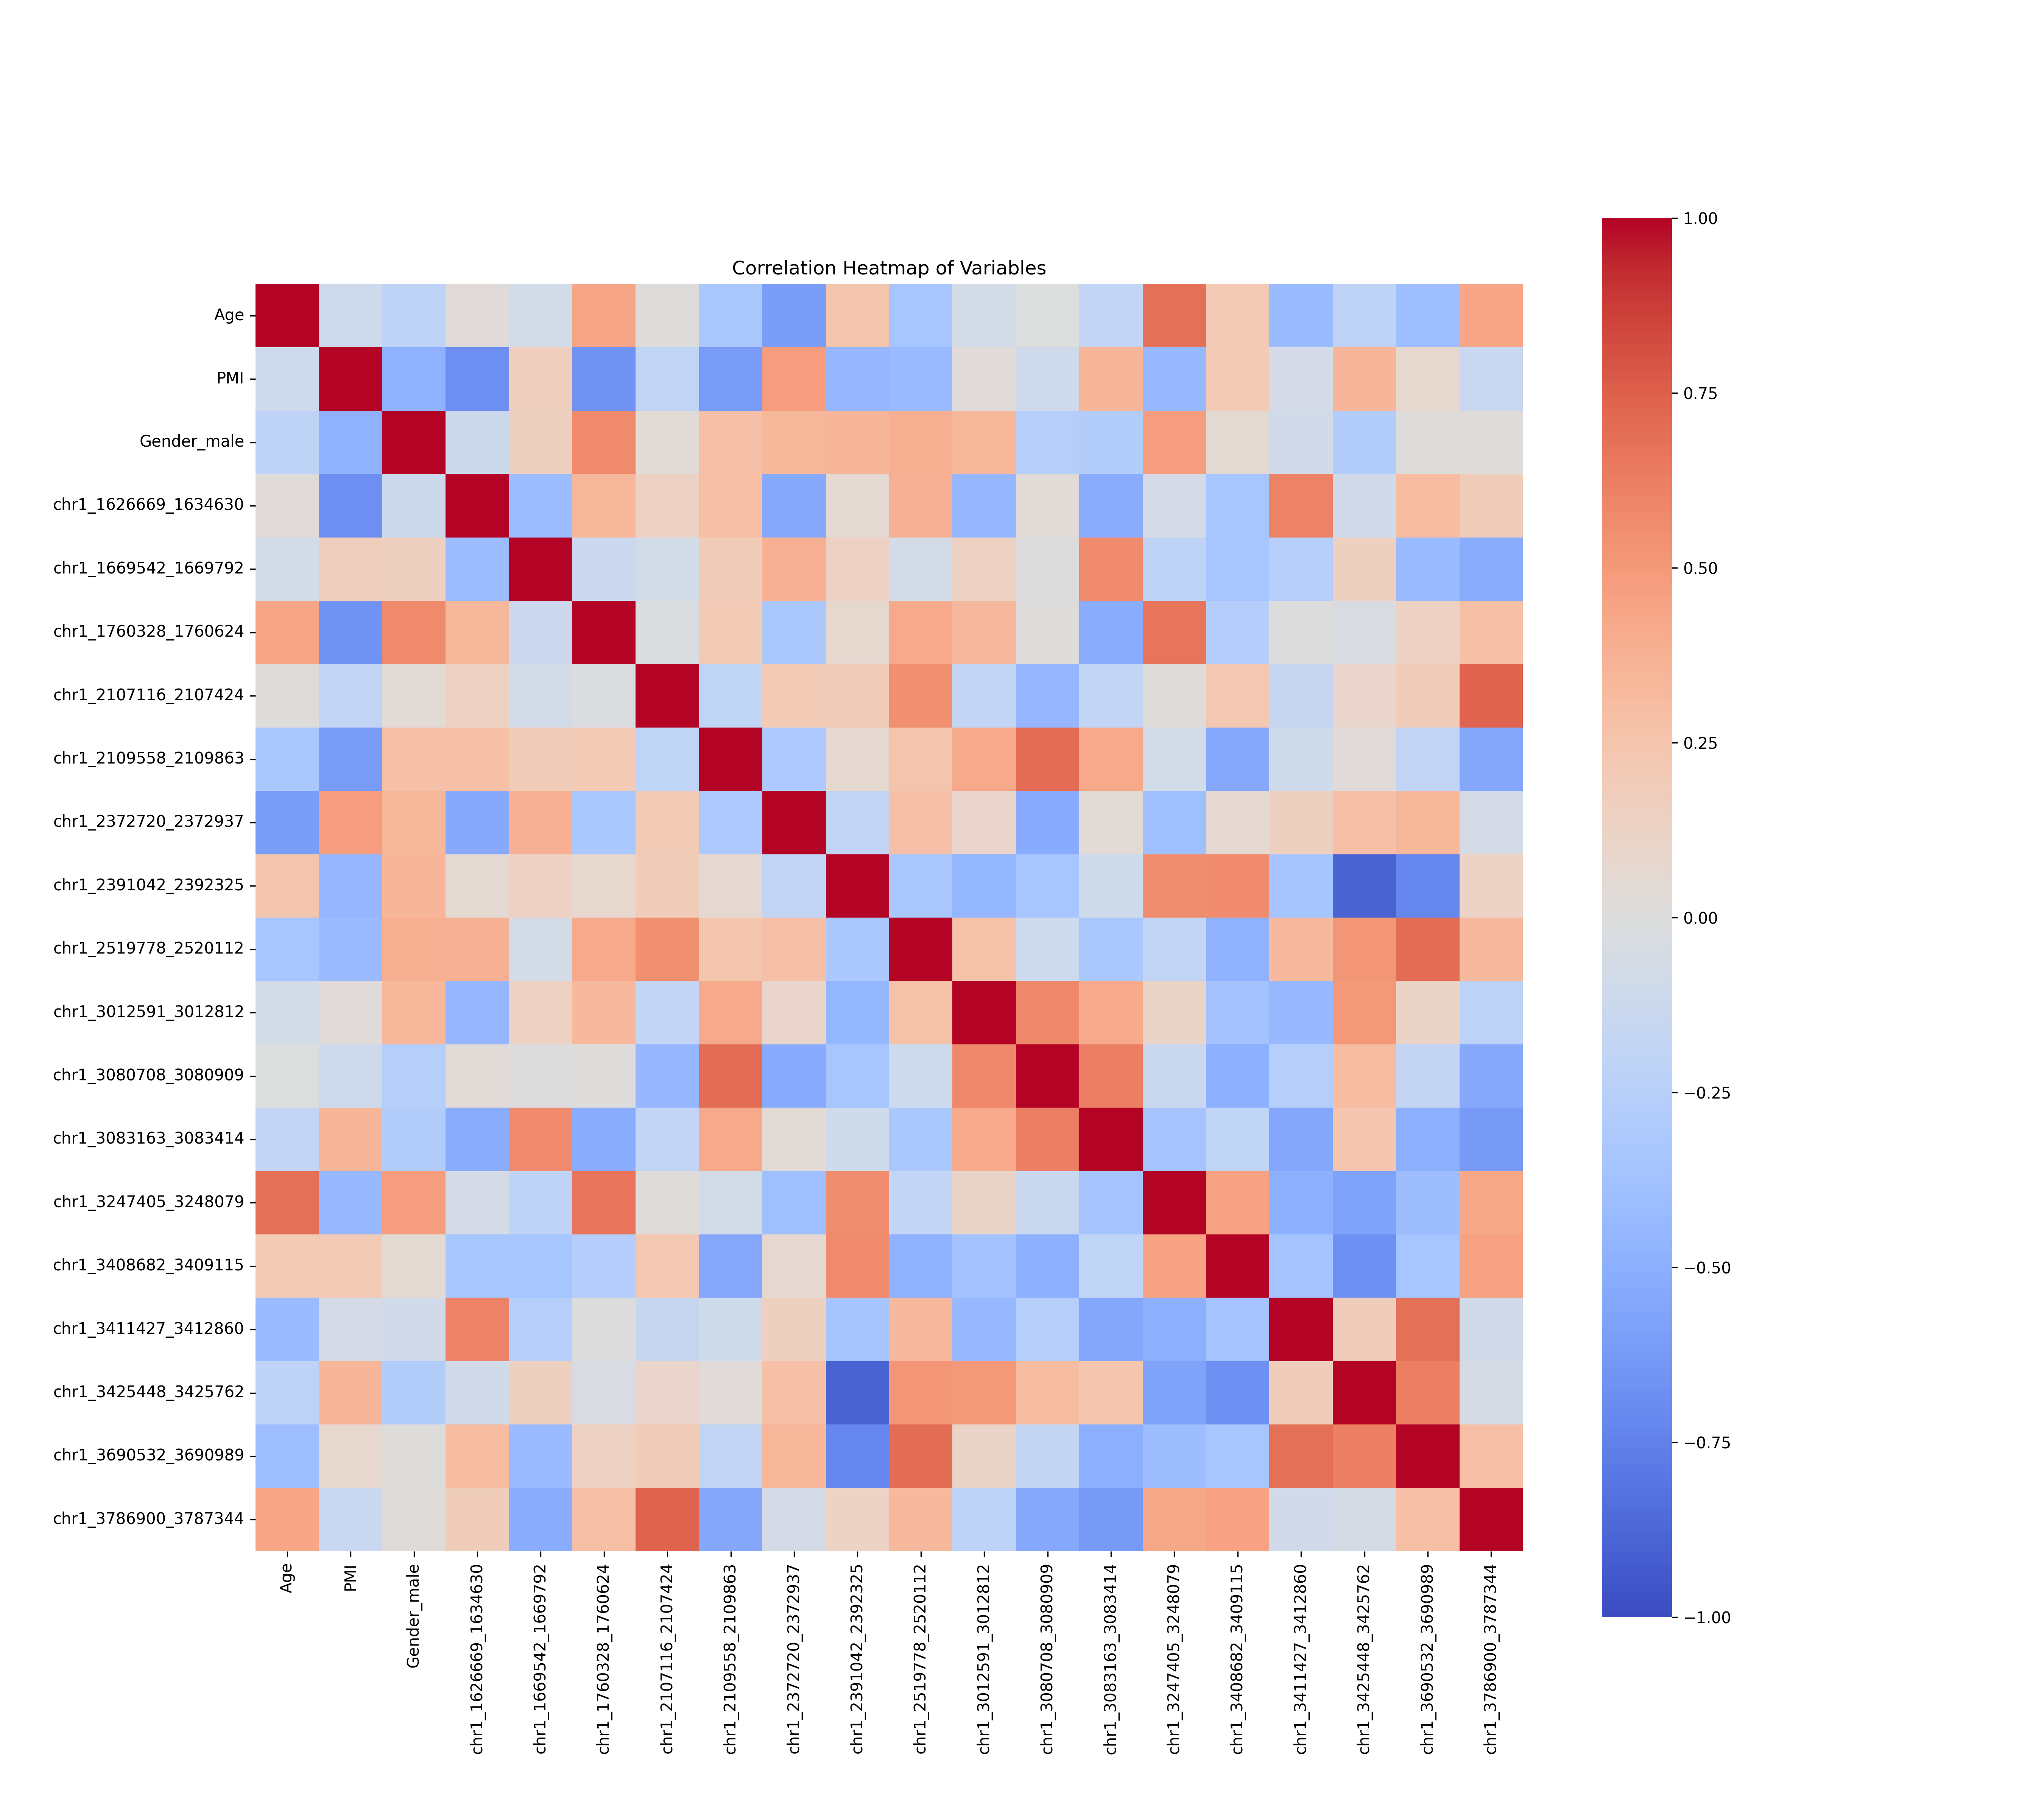 Correlation Heatmap of Variables
Age
PMI
Gender_male
chr1_1626669_1634630
chr1_1669542_1669792
chr1_1760328_1760624
chr1_2107116_2107424
chr1_2109558_2109863
chr1_2372720_2372937
chr1_2391042_2392325
chr1_2519778_2520112
chr1_3012591_3012812
chr1_3080708_3080909
chr1_3083163_3083414
chr1_3247405_3248079
chr1_3408682_3409115
chr1_3411427_3412860
chr1_3425448_3425762
chr1_3690532_3690989
chr1_3786900_3787344
Age
PMI
Gender_male
chr1_1626669_1634630
chr1_1669542_1669792
chr1_1760328_1760624
chr1_2107116_2107424
chr1_2109558_2109863
chr1_2372720_2372937
chr1_2391042_2392325
chr1_2519778_2520112
chr1_3012591_3012812
chr1_3080708_3080909
chr1_3083163_3083414
chr1_3247405_3248079
chr1_3408682_3409115
chr1_3411427_3412860
chr1_3425448_3425762
chr1_3690532_3690989
chr1_3786900_3787344
1.00
0.75
0.50
0.25
0.00
−0.25
−0.50
−0.75
−1.00